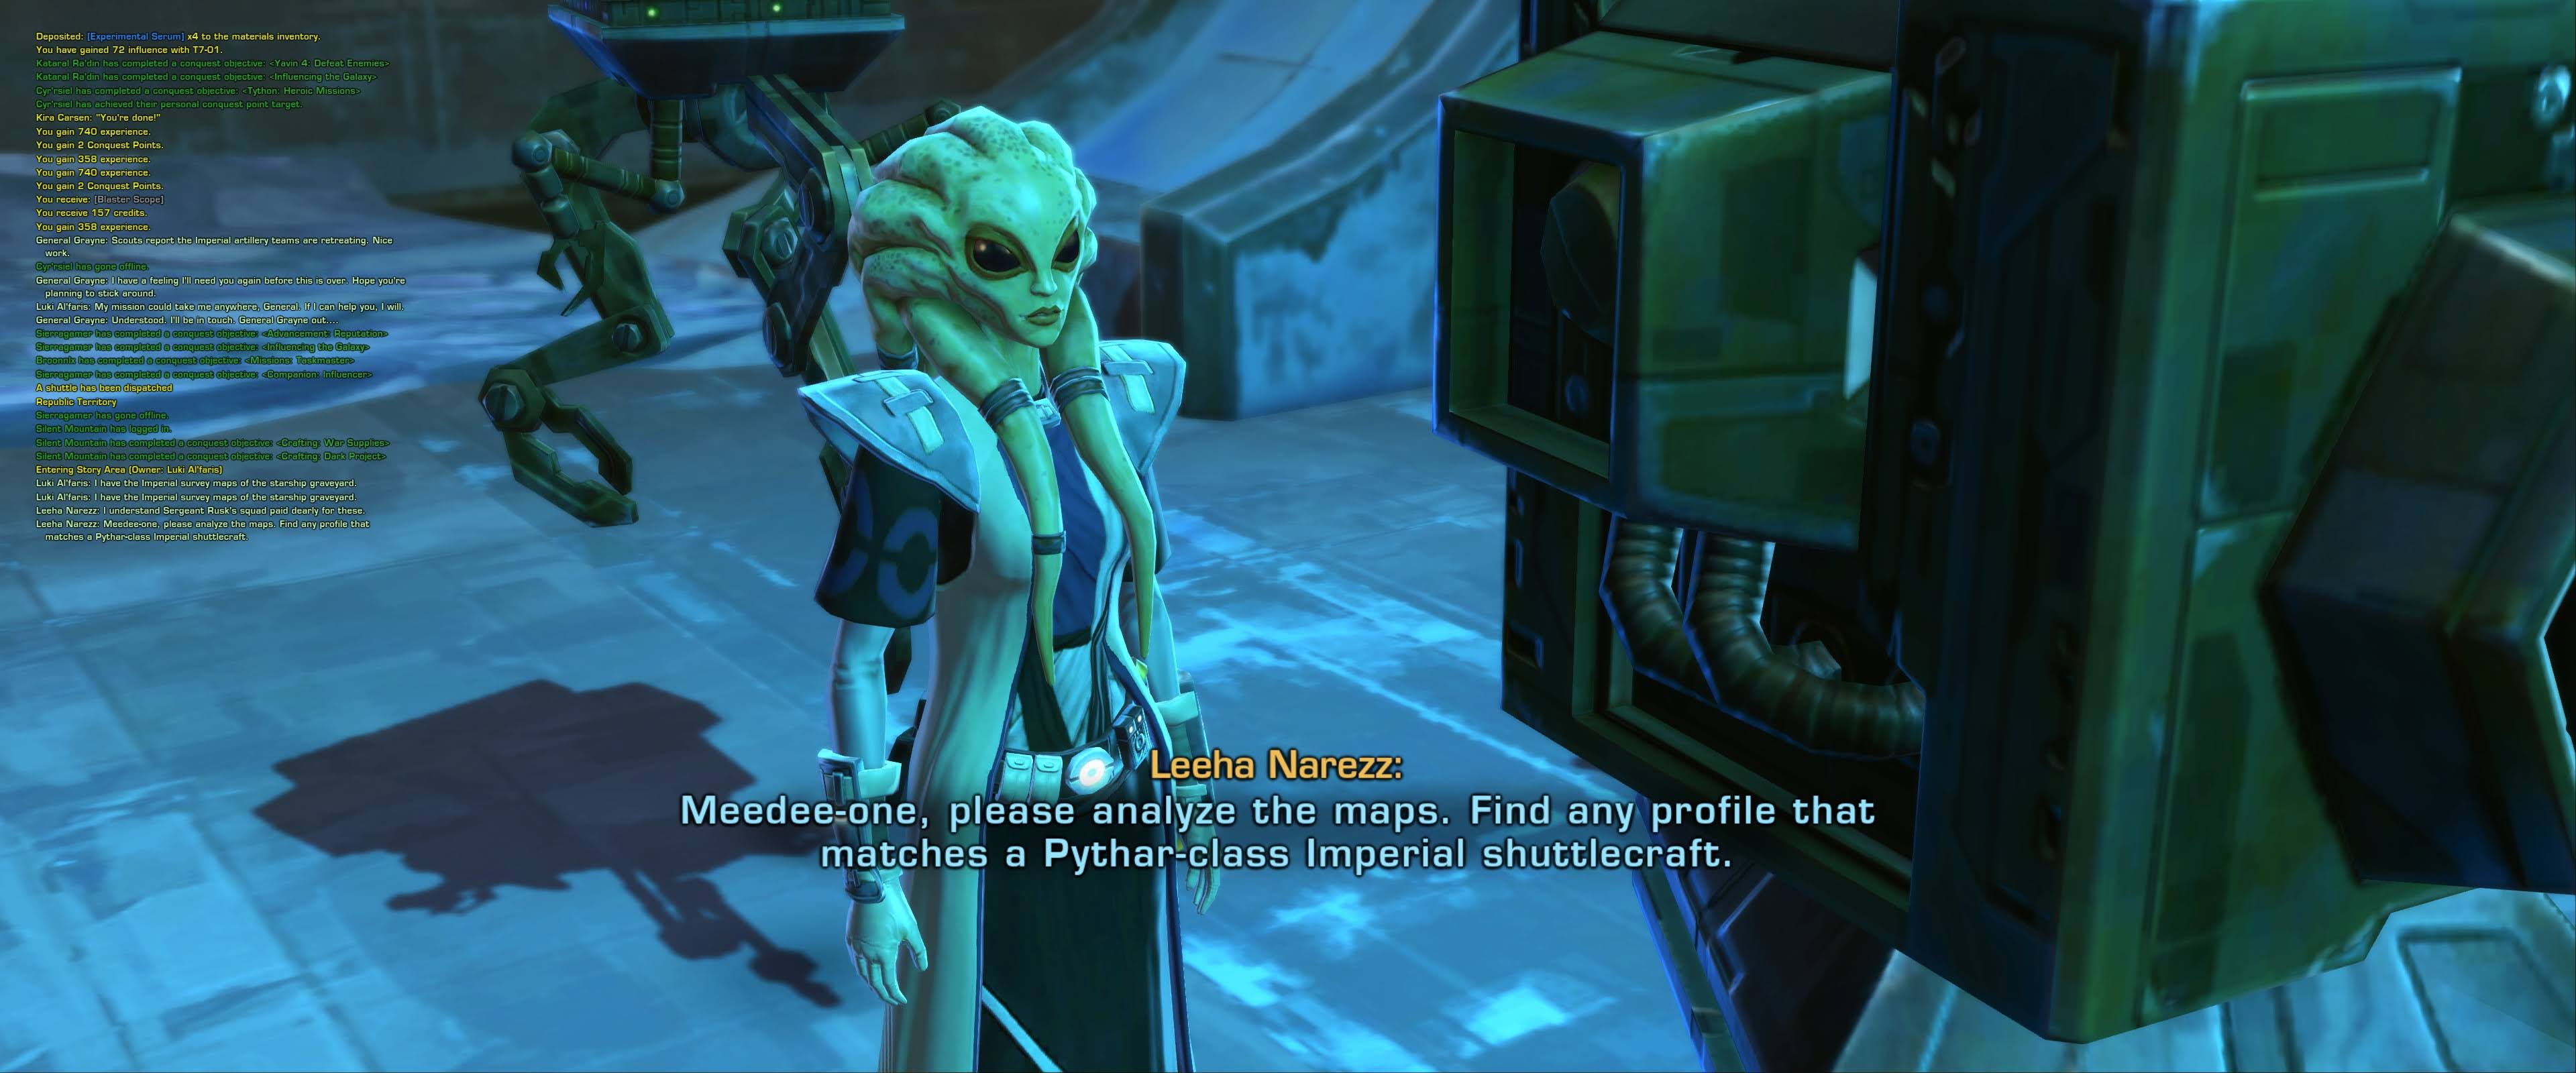 Deposited: [Experimental Serum] x4 to the materials inventory.
You have gained 72 influence with T7-01.
Kataral Ra'din has completed a conquest objective: <Yavin 4: Defeat Enemies>
Kataral Ra'din has completed a conquest objective: <Influencing the Galaxy>
Cyr'rsiel has completed a conquest objective: <Tython: Heroic Missions>
Cyr'rsiel has achieved their personal conquest point target.
Kira Carsen: "You're done!"
You gain 740 experience.
You gain 2 Conquest Points.
You gain 358 experience.
You gain 740 experience.
You gain 2 Conquest Points.
You receive: [Blaster Scope]
You receive 157 credits.
You gain 358 experience.
General Grayne: Scouts report the Imperial artillery teams are retreating. Nice
work.
Cyr'rsiel has gone offline.
General Grayne: I have a feeling I'll need you again before this is over. Hope you're
planning to stick around.
Luki Al'faris: My mission could take me anywhere, General. If I can help you, I will.
General Grayne: Understood. I'll be in touch. General Grayne out....
Sierragamer has completed a conquest objective: <Advancement: Reputation>
Sierragamer has completed a conquest objective: <Influencing the Galaxy>
Broonnix has completed a conquest objective: <Missions: Taskmaster>
Sierragamer has completed a conquest objective: <Companion: Influencer>
A shuttle has been dispatched
Republic Territory
Sierragamer has gone offline.
Silent Mountain has logged in.
Silent Mountain has completed a conquest objective: <Crafting: War Supplies>
Silent Mountain has completed a conquest objective: <Crafting: Dark Project>
Entering Story Area (Owner: Luki Al'faris)
Luki Al'faris: I have the Imperial survey maps of the starship graveyard.
Luki Al'faris: I have the Imperial survey maps of the starship graveyard.
Leeha Narezz: I understand Sergeant Rusk's squad paid dearly for these.
Leeha Narezz: Meedee-one, please analyze the maps. Find any profile that
matches a Pythar-class Imperial shuttlecraft.
Leeha Narezz:
Meedee-one, please analyze the maps. Find any profile that
matches a Pythar-class Imperial shuttlecraft.